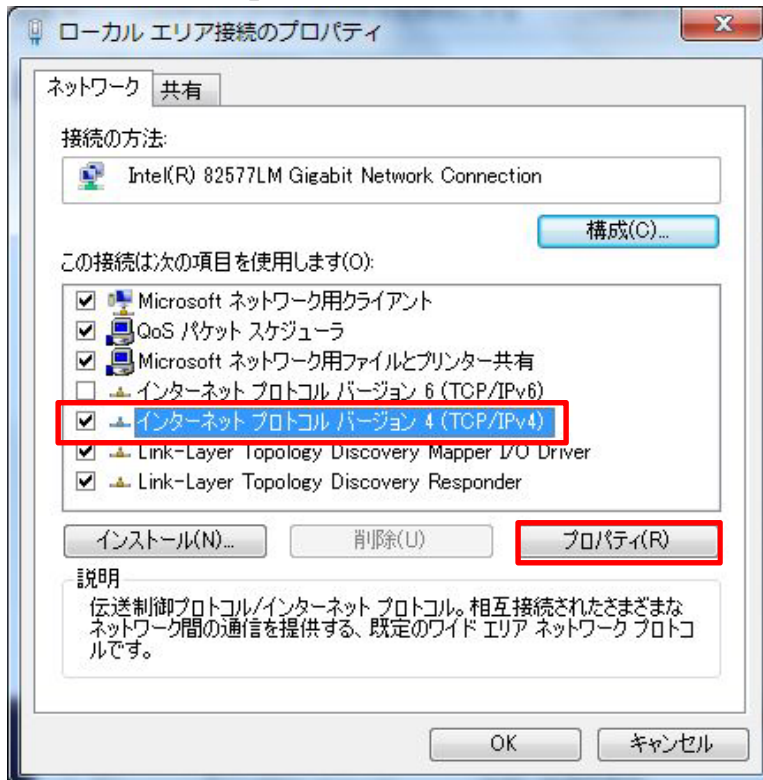 ローカル エリア接続のプロパティ
ネットワーク 共有
接続の方法:
Intel(R) 82577LM Gigabit Network Connection
構成(C)...
この接続は次の項目を使用します(O):
Microsoft ネットワーク用クライアント
QoS パケット スケジューラ
Microsoft ネットワーク用ファイルとプリンター共有
インターネット プロトコル バージョン 6 (TCP/IPv6)
インターネット プロトコル バージョン 4 (TCP/IPv4)
Link-Layer Topology Discovery Mapper I/O Driver
Link-Layer Topology Discovery Responder
インストール(N)... 削除(U) プロパティ(R)
説明
伝送制御プロトコル/インターネット プロトコル。相互接続されたさまざまな
ネットワーク間の通信を提供する、既定のワイド エリア ネットワーク プロトコ
ルです。
OK キャンセル